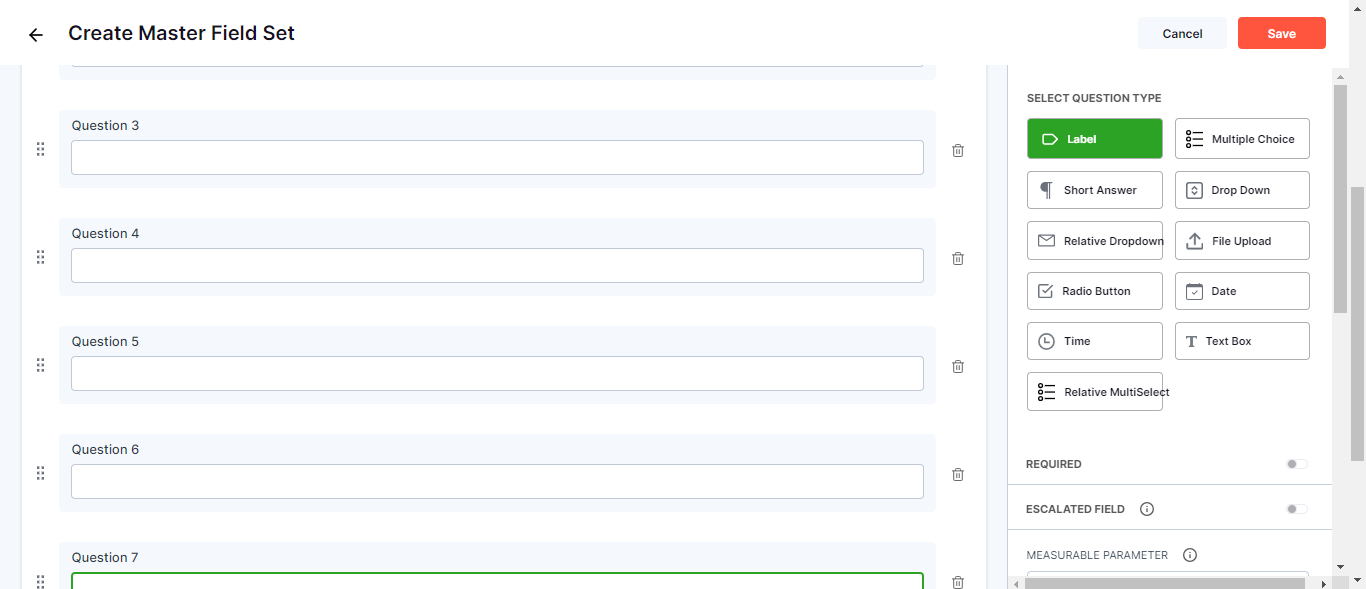 Create Master Field Set
Cancel
Save
Question 3
Question 4
Question 5
Question 6
Question 7
SELECT QUESTION TYPE
Label
Multiple Choice
Short Answer
Drop Down
Relative Dropdown
File Upload
Radio Button
Date
Time
Text Box
Relative MultiSelect
REQUIRED
ESCALATED FIELD
MEASURABLE PARAMETER